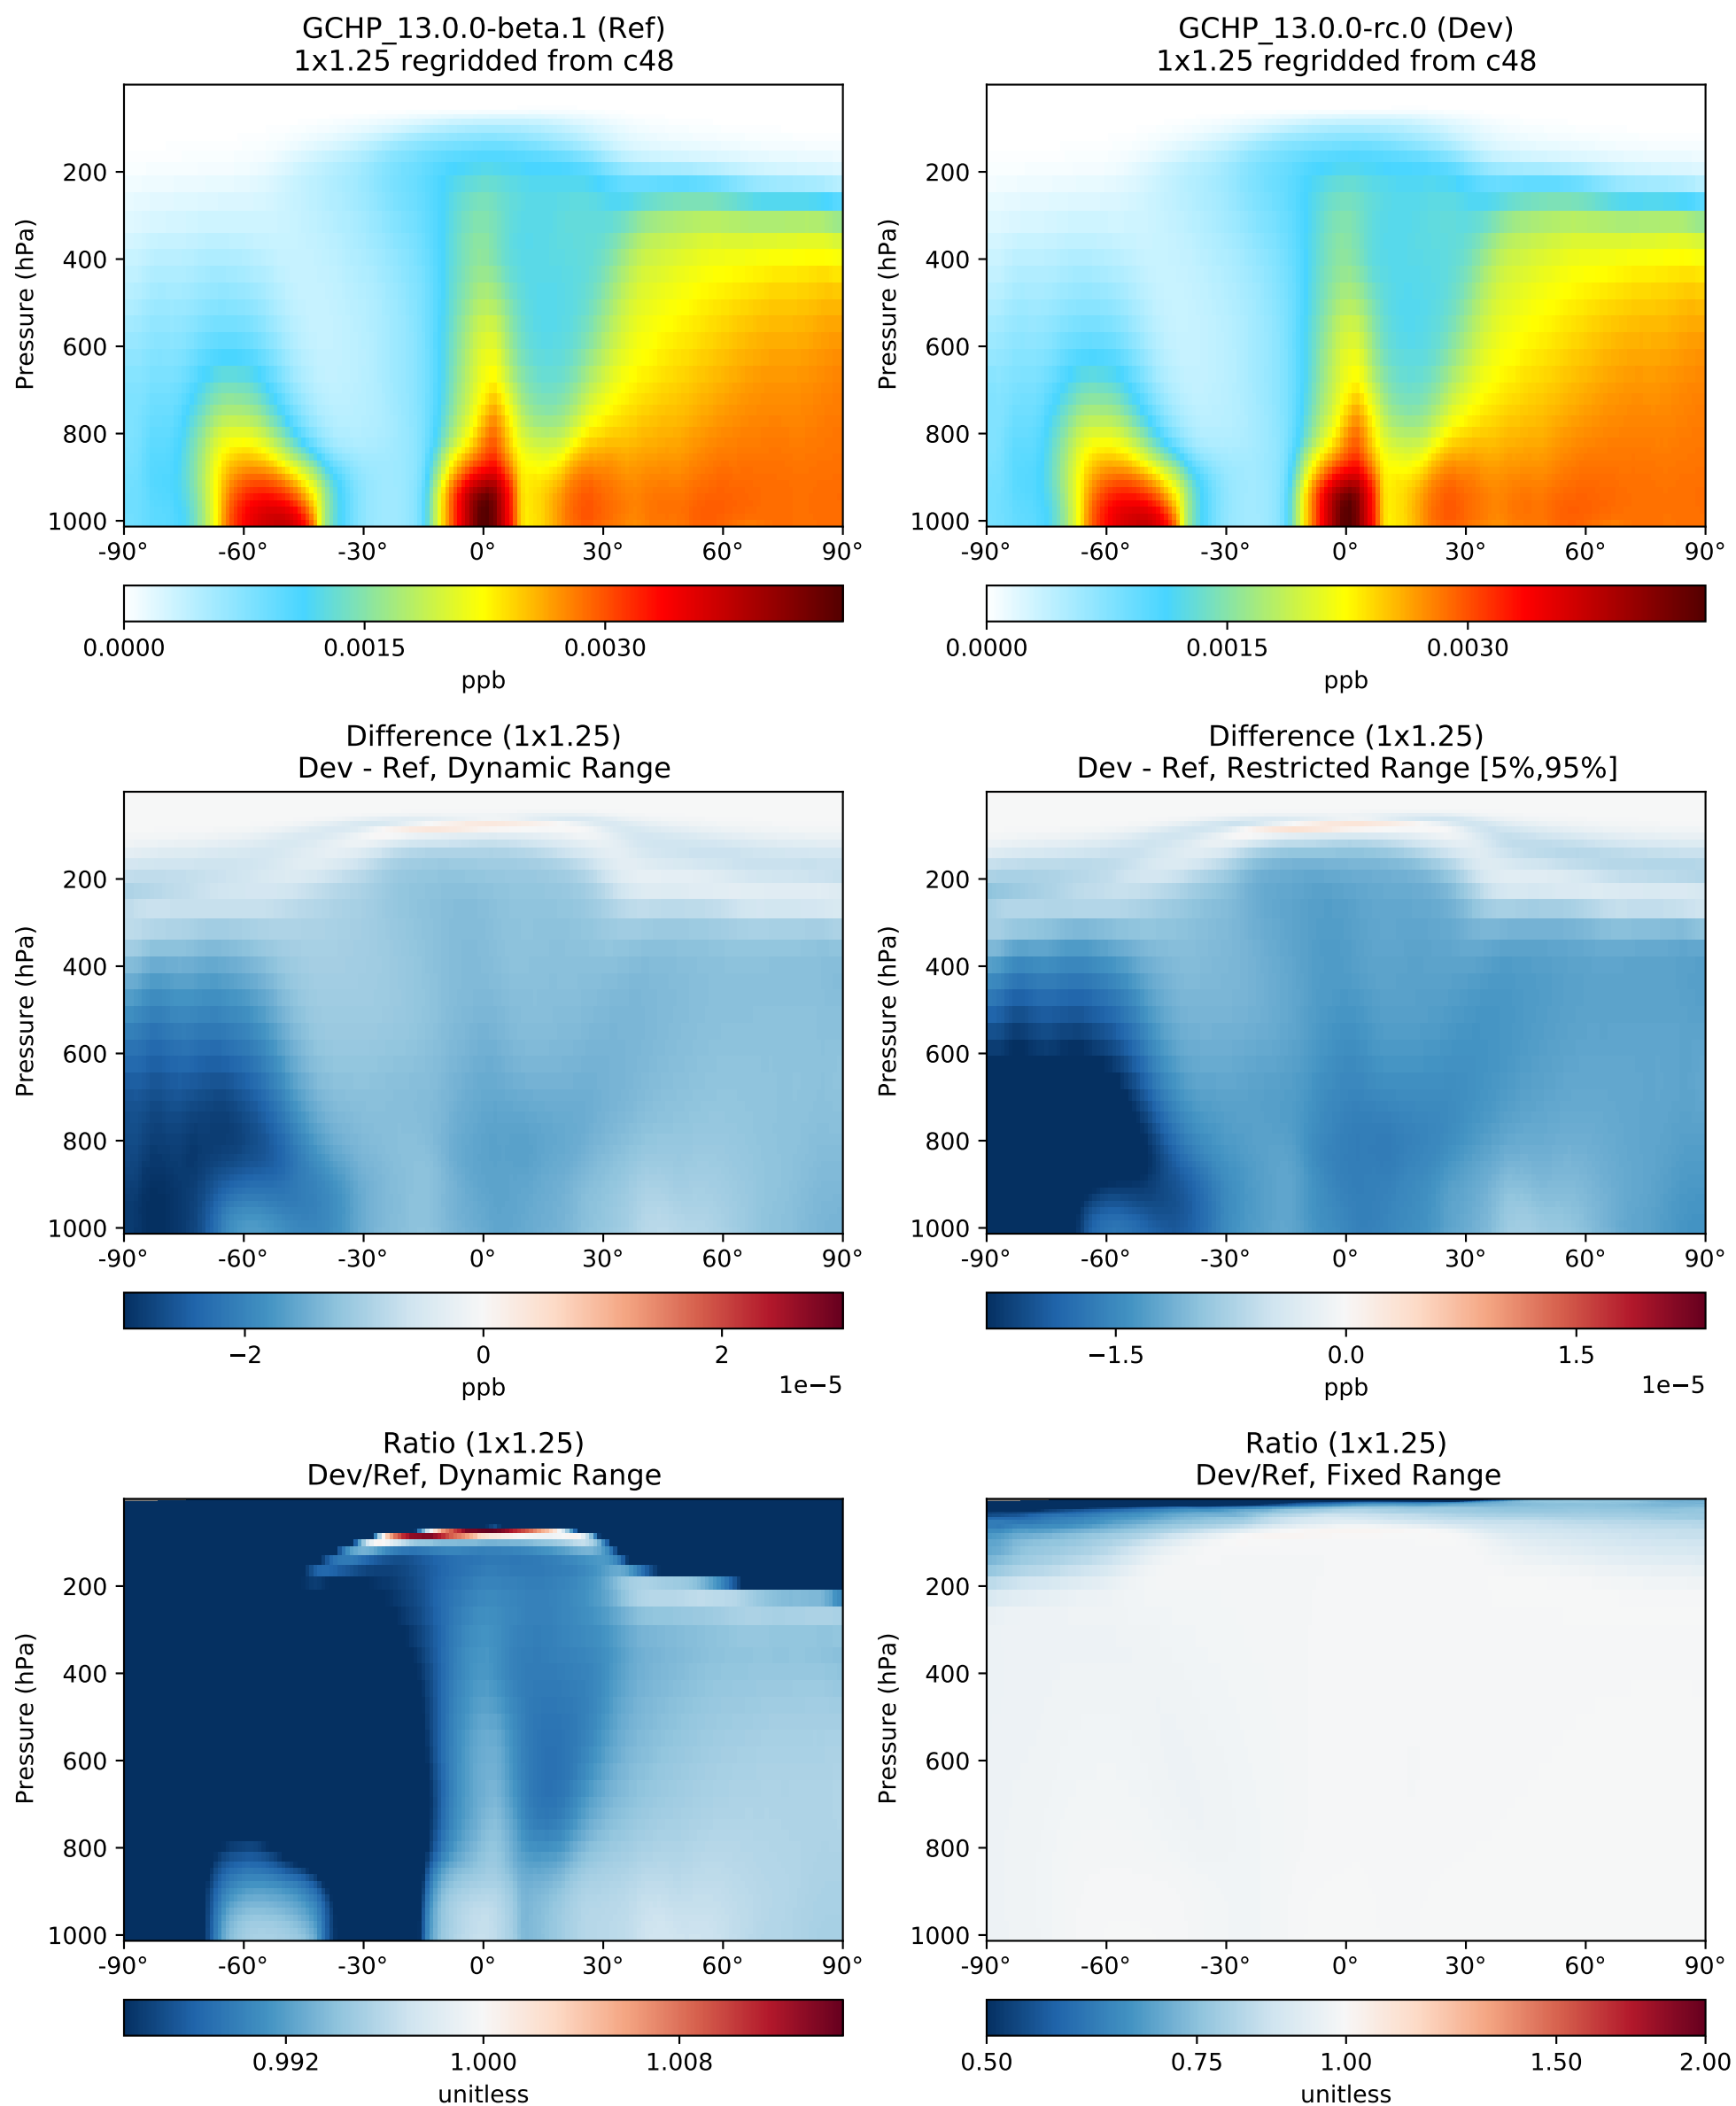 GCHP_13.0.0-beta.1 (Ref)
1x1.25 regridded from c48
Pressure (hPa)
200
400
600
800
1000
-90° -60° -30° 0° 30° 60° 90°
0.0000 0.0015 0.0030
ppb
GCHP_13.0.0-rc.0 (Dev)
1x1.25 regridded from c48
Pressure (hPa)
200
400
600
800
1000
-90° -60° -30° 0° 30° 60° 90°
0.0000 0.0015 0.0030
ppb
Difference (1x1.25)
Dev - Ref, Dynamic Range
Pressure (hPa)
200
400
600
800
1000
-90° -60° -30° 0° 30° 60° 90°
−2 0 2
ppb
1e−5
Difference (1x1.25)
Dev - Ref, Restricted Range [5%,95%]
Pressure (hPa)
200
400
600
800
1000
-90° -60° -30° 0° 30° 60° 90°
−1.5 0.0 1.5
ppb
1e−5
Ratio (1x1.25)
Dev/Ref, Dynamic Range
Pressure (hPa)
200
400
600
800
1000
-90° -60° -30° 0° 30° 60° 90°
0.992 1.000 1.008
unitless
Ratio (1x1.25)
Dev/Ref, Fixed Range
Pressure (hPa)
200
400
600
800
1000
-90° -60° -30° 0° 30° 60° 90°
0.50 0.75 1.00 1.50 2.00
unitless